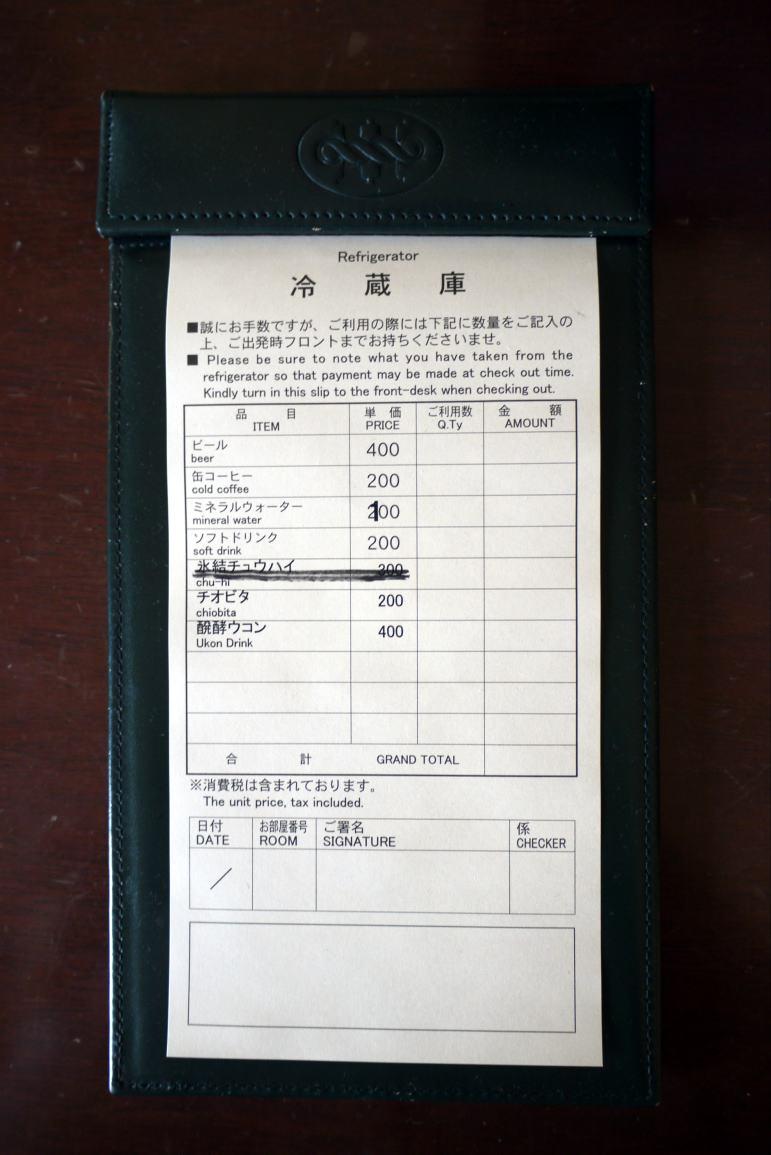 Refrigerator
冷蔵庫
■誠にお手数ですが、ご利用の際には下記に数量をご記入の
上、ご出発時フロントまでお持ちくださいませ。
■ Please be sure to note what you have taken from the
refrigerator so that payment may be made at check out time.
Kindly turn in this slip to the front-desk when checking out.
品目 単価 ご利用数 金額
ITEM PRICE Q.Ty AMOUNT
ビール 400
beer
缶コーヒー 200
cold coffee
ミネラルウォーター 100
mineral water
ソフトドリンク 200
soft drink
氷結チュウハイ 300
chu-hi
チオビタ 200
chiobita
醗酵ウコン 400
Ukon Drink
合計 GRAND TOTAL
※消費税は含まれております。
The unit price, tax included.
日付 お部屋番号 ご署名 係
DATE ROOM SIGNATURE CHECKER
／